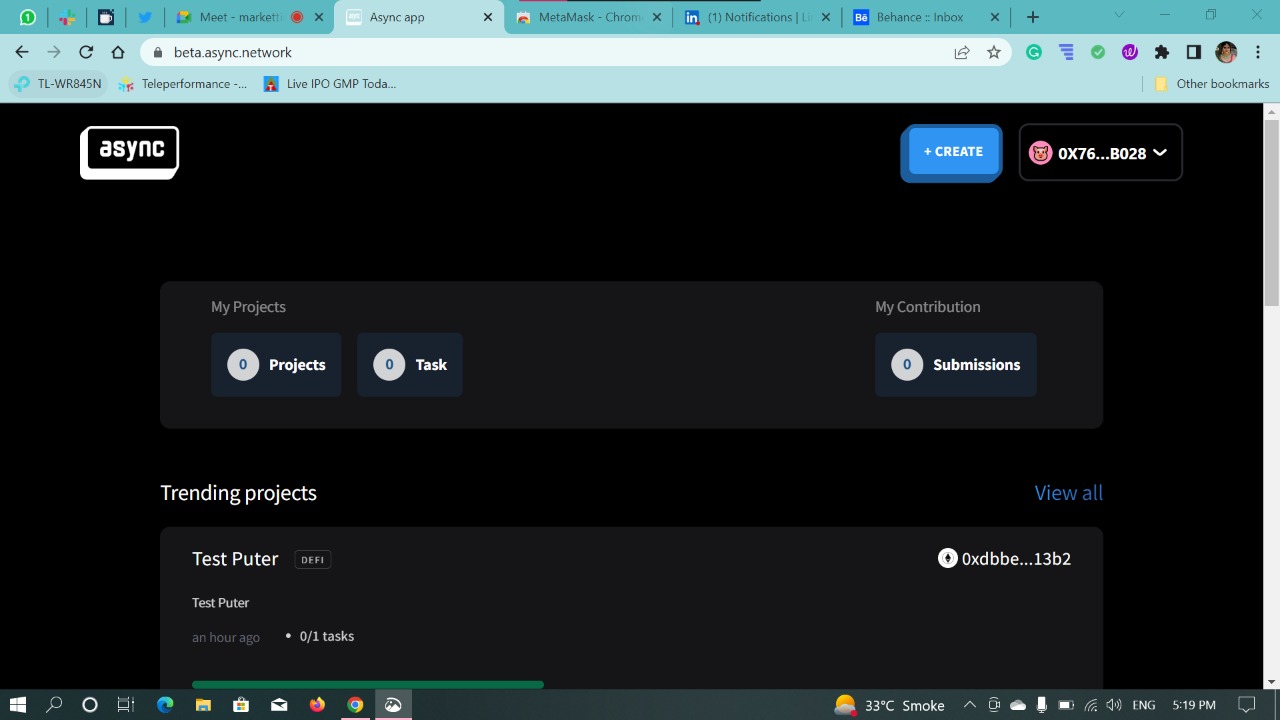 Meet - marketti
Async app
MetaMask - Chrom
(1) Notifications | Li
Behance :: Inbox
beta.async.network
TL-WR845N
Teleperformance -...
Live IPO GMP Toda...
Other bookmarks
async
+ CREATE
0X76...B028
My Projects
My Contribution
0 Projects
0 Task
0 Submissions
Trending projects
View all
Test Puter
DEFI
0xdbbe...13b2
Test Puter
an hour ago
• 0/1 tasks
33°C Smoke
ENG
5:19 PM